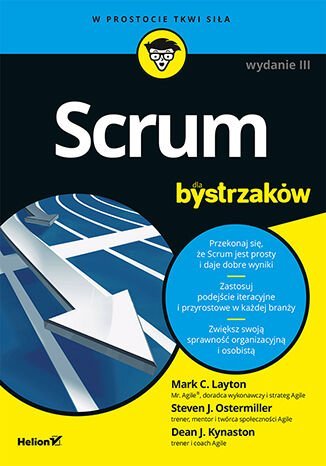 W PROSTOCIE TKWI SIŁA
wydanie III
Scrum
dla
bystrzaków
Przekonaj się,
że Scrum jest prosty
i daje dobre wyniki
Zastosuj
podejście iteracyjne
i przyrostowe w każdej branży
Zwiększ swoją
sprawność organizacyjną
i osobistą
Mark C. Layton
Mr. Agile®, doradca wykonawczy i strateg Agile
Steven J. Ostermiller
trener, mentor i twórca społeczności Agile
Dean J. Kynaston
trener i coach Agile
Helion